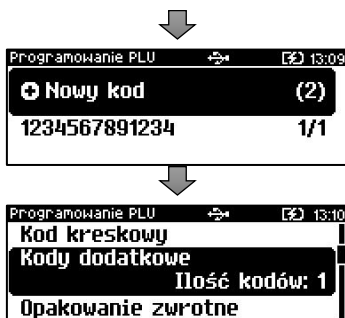 Programowanie PLU 13:09
Nowy kod (2)
1234567891234 1/1
Programowanie PLU 13:10
Kod kreskowy
Kody dodatkowe
Ilość kodów: 1
Opakowanie zwrotne